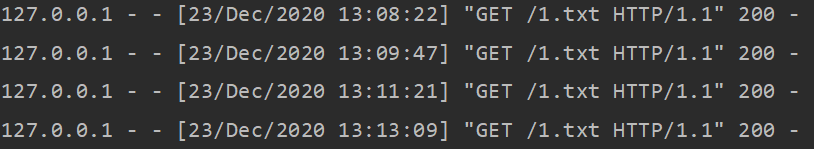 127.0.0.1 - - [23/Dec/2020 13:08:22] "GET /1.txt HTTP/1.1" 200 -
127.0.0.1 - - [23/Dec/2020 13:09:47] "GET /1.txt HTTP/1.1" 200 -
127.0.0.1 - - [23/Dec/2020 13:11:21] "GET /1.txt HTTP/1.1" 200 -
127.0.0.1 - - [23/Dec/2020 13:13:09] "GET /1.txt HTTP/1.1" 200 -